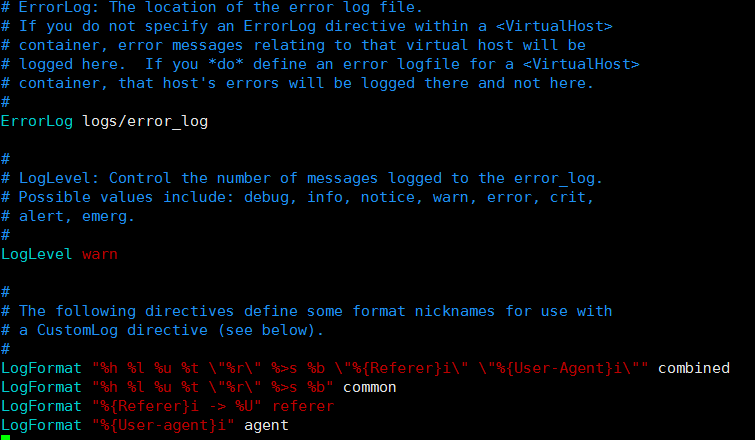 # ErrorLog: The location of the error log file.
# If you do not specify an ErrorLog directive within a <VirtualHost>
# container, error messages relating to that virtual host will be
# logged here.  If you *do* define an error logfile for a <VirtualHost>
# container, that host's errors will be logged there and not here.
#
ErrorLog logs/error_log

#
# LogLevel: Control the number of messages logged to the error_log.
# Possible values include: debug, info, notice, warn, error, crit,
# alert, emerg.
#
LogLevel warn

#
# The following directives define some format nicknames for use with
# a CustomLog directive (see below).
#
LogFormat "%h %l %u %t \"%r\" %>s %b \"%{Referer}i\" \"%{User-Agent}i\"" combined
LogFormat "%h %l %u %t \"%r\" %>s %b" common
LogFormat "%{Referer}i -> %U" referer
LogFormat "%{User-agent}i" agent